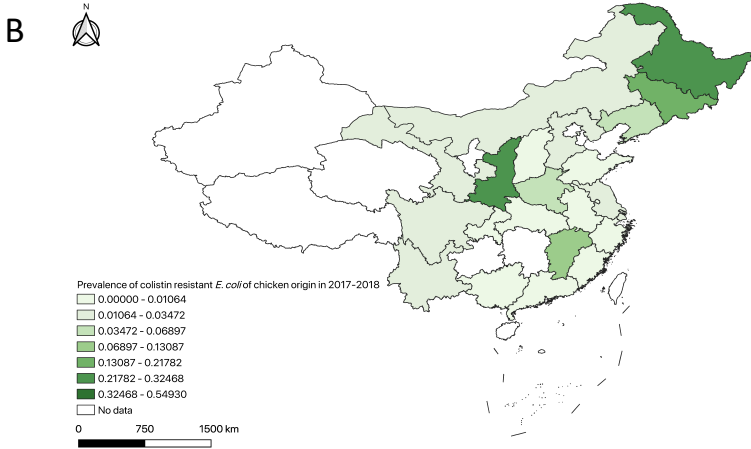 B
N
Prevalence of colistin resistant E. coli of chicken origin in 2017-2018
0.00000 - 0.01064
0.01064 - 0.03472
0.03472 - 0.06897
0.06897 - 0.13087
0.13087 - 0.21782
0.21782 - 0.32468
0.32468 - 0.54930
No data
0 750 1500 km